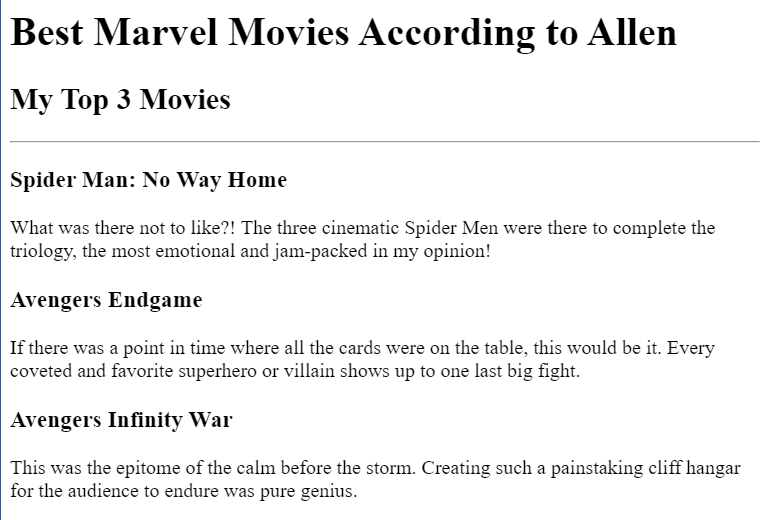 Best Marvel Movies According to Allen
My Top 3 Movies
Spider Man: No Way Home
What was there not to like?! The three cinematic Spider Men were there to complete the
triology, the most emotional and jam-packed in my opinion!
Avengers Endgame
If there was a point in time where all the cards were on the table, this would be it. Every
coveted and favorite superhero or villain shows up to one last big fight.
Avengers Infinity War
This was the epitome of the calm before the storm. Creating such a painstaking cliff hangar
for the audience to endure was pure genius.